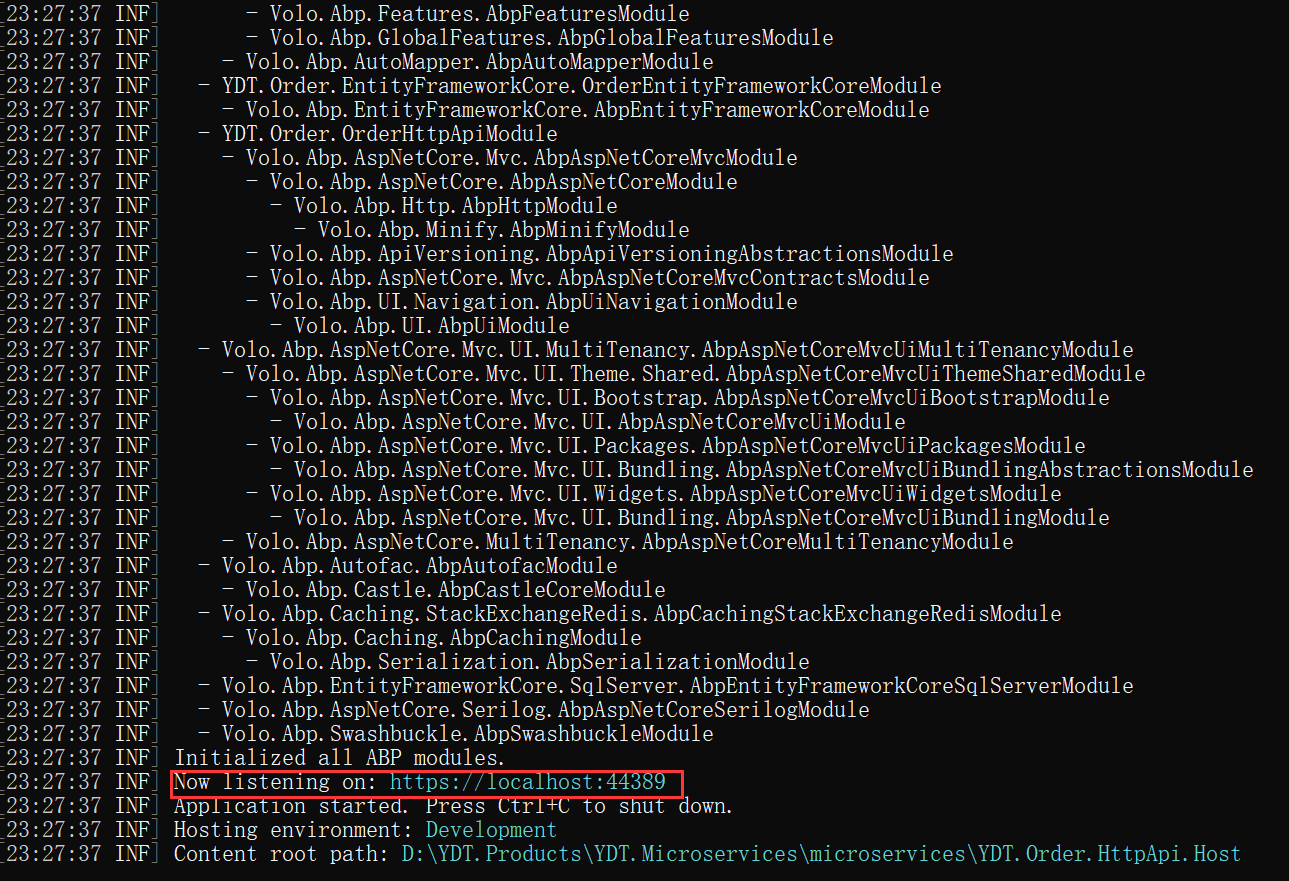 [23:27:37 INF]       - Volo.Abp.Features.AbpFeaturesModule
[23:27:37 INF]       - Volo.Abp.GlobalFeatures.AbpGlobalFeaturesModule
[23:27:37 INF]     - Volo.Abp.AutoMapper.AbpAutoMapperModule
[23:27:37 INF]   - YDT.Order.EntityFrameworkCore.OrderEntityFrameworkCoreModule
[23:27:37 INF]     - Volo.Abp.EntityFrameworkCore.AbpEntityFrameworkCoreModule
[23:27:37 INF]   - YDT.Order.OrderHttpApiModule
[23:27:37 INF]     - Volo.Abp.AspNetCore.Mvc.AbpAspNetCoreMvcModule
[23:27:37 INF]       - Volo.Abp.AspNetCore.AbpAspNetCoreModule
[23:27:37 INF]         - Volo.Abp.Http.AbpHttpModule
[23:27:37 INF]           - Volo.Abp.Minify.AbpMinifyModule
[23:27:37 INF]       - Volo.Abp.ApiVersioning.AbpApiVersioningAbstractionsModule
[23:27:37 INF]       - Volo.Abp.AspNetCore.Mvc.AbpAspNetCoreMvcContractsModule
[23:27:37 INF]       - Volo.Abp.UI.Navigation.AbpUiNavigationModule
[23:27:37 INF]         - Volo.Abp.UI.AbpUiModule
[23:27:37 INF]   - Volo.Abp.AspNetCore.Mvc.UI.MultiTenancy.AbpAspNetCoreMvcUiMultiTenancyModule
[23:27:37 INF]     - Volo.Abp.AspNetCore.Mvc.UI.Theme.Shared.AbpAspNetCoreMvcUiThemeSharedModule
[23:27:37 INF]       - Volo.Abp.AspNetCore.Mvc.UI.Bootstrap.AbpAspNetCoreMvcUiBootstrapModule
[23:27:37 INF]         - Volo.Abp.AspNetCore.Mvc.UI.AbpAspNetCoreMvcUiModule
[23:27:37 INF]       - Volo.Abp.AspNetCore.Mvc.UI.Packages.AbpAspNetCoreMvcUiPackagesModule
[23:27:37 INF]         - Volo.Abp.AspNetCore.Mvc.UI.Bundling.AbpAspNetCoreMvcUiBundlingAbstractionsModule
[23:27:37 INF]       - Volo.Abp.AspNetCore.Mvc.UI.Widgets.AbpAspNetCoreMvcUiWidgetsModule
[23:27:37 INF]         - Volo.Abp.AspNetCore.Mvc.UI.Bundling.AbpAspNetCoreMvcUiBundlingModule
[23:27:37 INF]     - Volo.Abp.AspNetCore.MultiTenancy.AbpAspNetCoreMultiTenancyModule
[23:27:37 INF]   - Volo.Abp.Autofac.AbpAutofacModule
[23:27:37 INF]     - Volo.Abp.Castle.AbpCastleCoreModule
[23:27:37 INF]   - Volo.Abp.Caching.StackExchangeRedis.AbpCachingStackExchangeRedisModule
[23:27:37 INF]     - Volo.Abp.Caching.AbpCachingModule
[23:27:37 INF]       - Volo.Abp.Serialization.AbpSerializationModule
[23:27:37 INF]   - Volo.Abp.EntityFrameworkCore.SqlServer.AbpEntityFrameworkCoreSqlServerModule
[23:27:37 INF]   - Volo.Abp.AspNetCore.Serilog.AbpAspNetCoreSerilogModule
[23:27:37 INF]   - Volo.Abp.Swashbuckle.AbpSwashbuckleModule
[23:27:37 INF] Initialized all ABP modules.
[23:27:37 INF] Now listening on: https://localhost:44389
[23:27:37 INF] Application started. Press Ctrl+C to shut down.
[23:27:37 INF] Hosting environment: Development
[23:27:37 INF] Content root path: D:\YDT.Products\YDT.Microservices\microservices\YDT.Order.HttpApi.Host